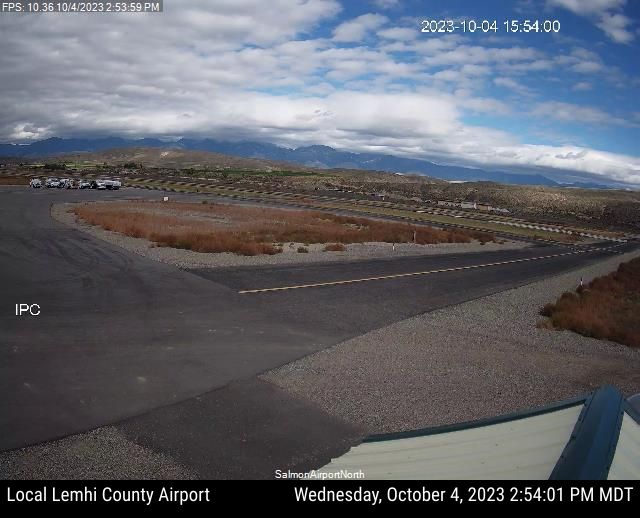 FPS: 10.36 10/4/2023 2:53:59 PM
2023-10-04 15:54:00
IPC
SalmonAirportNorth
Local Lemhi County Airport Wednesday, October 4, 2023 2:54:01 PM MDT